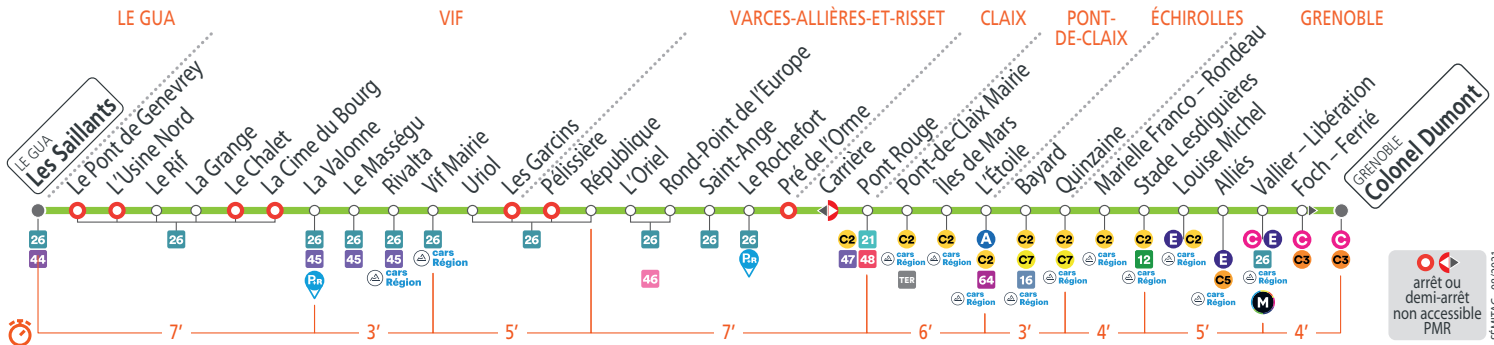 LE GUA
VIF
VARCES-ALLIÈRES-ET-RISSET
CLAIX
PONT-
DE-CLAIX
ÉCHIROLLES
GRENOBLE
LE GUA
Les Saillants
Le Pont de Genevrey
L'Usine Nord
Le Rif
La Grange
Le Chalet
La Cime du Bourg
La Valonne
Le Masségu
Rivalta
Vif Mairie
Uriol
Les Garcins
Pélissière
République
L'Oriel
Rond-Point de l'Europe
Saint-Ange
Le Rochefort
Pré de l'Orme
Carrière
Pont Rouge
Pont-de-Claix Mairie
Îles de Mars
L'Étoile
Bayard
Quinzaine
Marielle Franco – Rondeau
Stade Lesdiguières
Louise Michel
Alliés
Vallier – Libération
Foch – Ferrié
GRENOBLE
Colonel Dumont
26
44
26
26
45
P+R
26
45
26
45
cars
Région
26
cars
Région
26
26
46
26
26
P+R
C2
47
21
48
C2
TER
C2
cars
Région
A
C2
64
cars
Région
C2
C7
16
cars
Région
C2
C7
C2
cars
Région
C2
12
cars
Région
E C2
cars
Région
E
C5
cars
Région
C E
26
cars
Région
M
C
C3
C
C3
7’
3’
5’
7’
6’
3’
4’
5’
4’
arrêt ou
demi-arrêt
non accessible
PMR